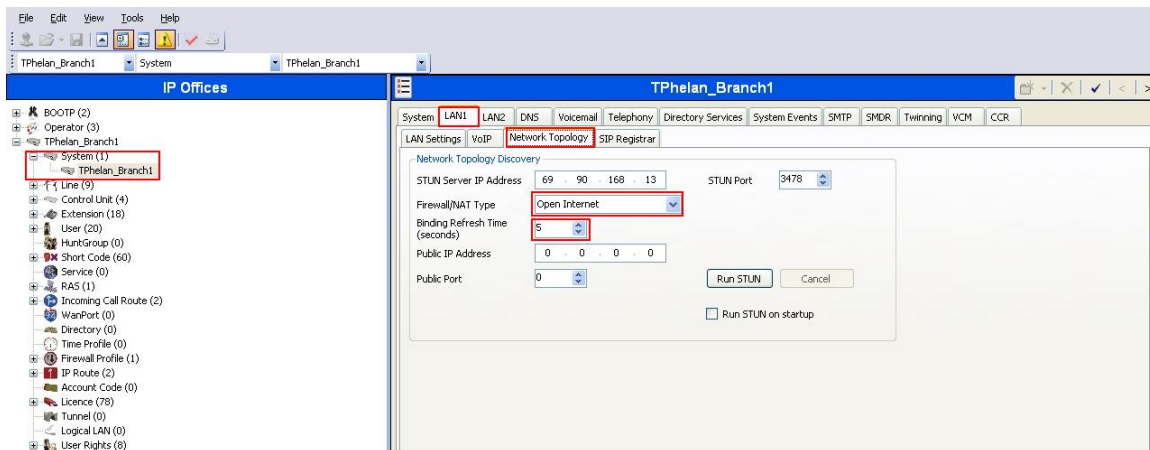 File Edit View Tools Help
TPhelan_Branch1 System TPhelan_Branch1
IP Offices
BOOTP (2)
Operator (3)
TPhelan_Branch1
System (1)
TPhelan_Branch1
Line (9)
Control Unit (4)
Extension (18)
User (20)
HuntGroup (0)
Short Code (60)
Service (0)
RAS (1)
Incoming Call Route (2)
WanPort (0)
Directory (0)
Time Profile (0)
Firewall Profile (1)
IP Route (2)
Account Code (0)
Licence (78)
Tunnel (0)
Logical LAN (0)
User Rights (8)
TPhelan_Branch1
System LAN1 LAN2 DNS Voicemail Telephony Directory Services System Events SMTP SMDR Twinning VCM CCR
LAN Settings VoIP Network Topology SIP Registrar
Network Topology Discovery
STUN Server IP Address 69 . 90 . 168 . 13 STUN Port 3478
Firewall/NAT Type Open Internet
Binding Refresh Time (seconds) 5
Public IP Address 0 . 0 . 0 . 0
Public Port 0 Run STUN Cancel
Run STUN on startup